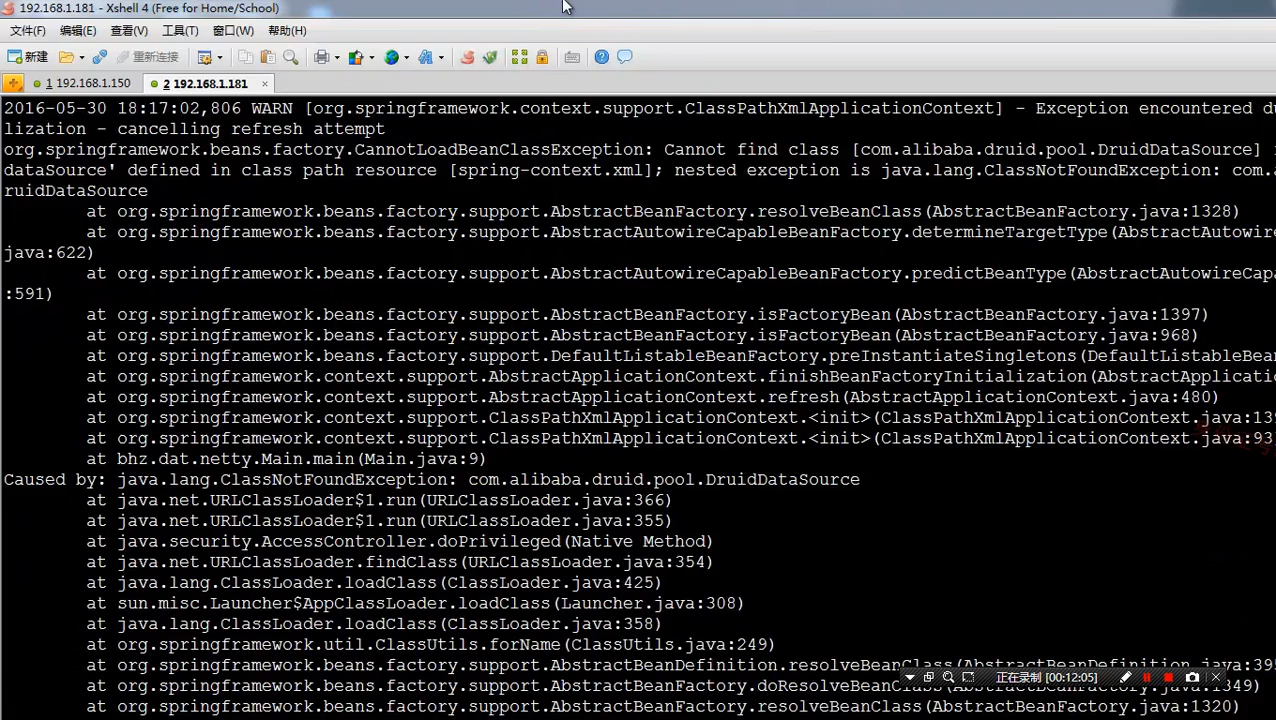 192.168.1.181 - Xshell 4 (Free for Home/School)
文件(F) 编辑(E) 查看(V) 工具(T) 窗口(W) 帮助(H)
新建 重新连接
1 192.168.1.150 2 192.168.1.181 ×
2016-05-30 18:17:02,806 WARN [org.springframework.context.support.ClassPathXmlApplicationContext] - Exception encountered du
lization - cancelling refresh attempt
org.springframework.beans.factory.CannotLoadBeanClassException: Cannot find class [com.alibaba.druid.pool.DruidDataSource] i
dataSource' defined in class path resource [spring-context.xml]; nested exception is java.lang.ClassNotFoundException: com.a
ruidDataSource
at org.springframework.beans.factory.support.AbstractBeanFactory.resolveBeanClass(AbstractBeanFactory.java:1328)
at org.springframework.beans.factory.support.AbstractAutowireCapableBeanFactory.determineTargetType(AbstractAutowire
java:622)
at org.springframework.beans.factory.support.AbstractAutowireCapableBeanFactory.predictBeanType(AbstractAutowireCapa
:591)
at org.springframework.beans.factory.support.AbstractBeanFactory.isFactoryBean(AbstractBeanFactory.java:1397)
at org.springframework.beans.factory.support.AbstractBeanFactory.isFactoryBean(AbstractBeanFactory.java:968)
at org.springframework.beans.factory.support.DefaultListableBeanFactory.preInstantiateSingletons(DefaultListableBean
at org.springframework.context.support.AbstractApplicationContext.finishBeanFactoryInitialization(AbstractApplicatio
at org.springframework.context.support.AbstractApplicationContext.refresh(AbstractApplicationContext.java:480)
at org.springframework.context.support.ClassPathXmlApplicationContext.<init>(ClassPathXmlApplicationContext.java:139
at org.springframework.context.support.ClassPathXmlApplicationContext.<init>(ClassPathXmlApplicationContext.java:93
at bhz.dat.netty.Main.main(Main.java:9)
Caused by: java.lang.ClassNotFoundException: com.alibaba.druid.pool.DruidDataSource
at java.net.URLClassLoader$1.run(URLClassLoader.java:366)
at java.net.URLClassLoader$1.run(URLClassLoader.java:355)
at java.security.AccessController.doPrivileged(Native Method)
at java.net.URLClassLoader.findClass(URLClassLoader.java:354)
at java.lang.ClassLoader.loadClass(ClassLoader.java:425)
at sun.misc.Launcher$AppClassLoader.loadClass(Launcher.java:308)
at java.lang.ClassLoader.loadClass(ClassLoader.java:358)
at org.springframework.util.ClassUtils.forName(ClassUtils.java:249)
at org.springframework.beans.factory.support.AbstractBeanDefinition.resolveBeanClass(AbstractBeanDefinition.java:395
at org.springframework.beans.factory.support.AbstractBeanFactory.doResolveBeanClass(AbstractBeanFactory.java:1349)
at org.springframework.beans.factory.support.AbstractBeanFactory.resolveBeanClass(AbstractBeanFactory.java:1320)
正在录制 [00:12:05]